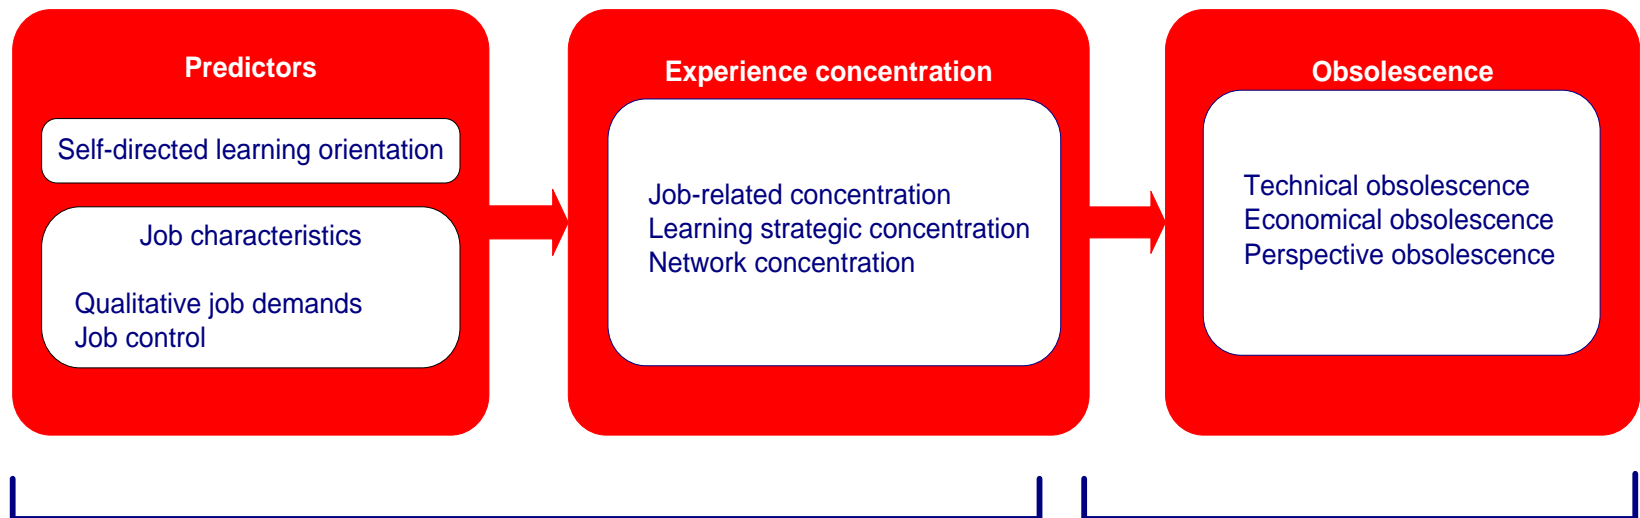 Predictors
Self-directed learning orientation
Job characteristics
Qualitative job demands
Job control
Experience concentration
Job-related concentration
Learning strategic concentration
Network concentration
Obsolescence
Technical obsolescence
Economical obsolescence
Perspective obsolescence